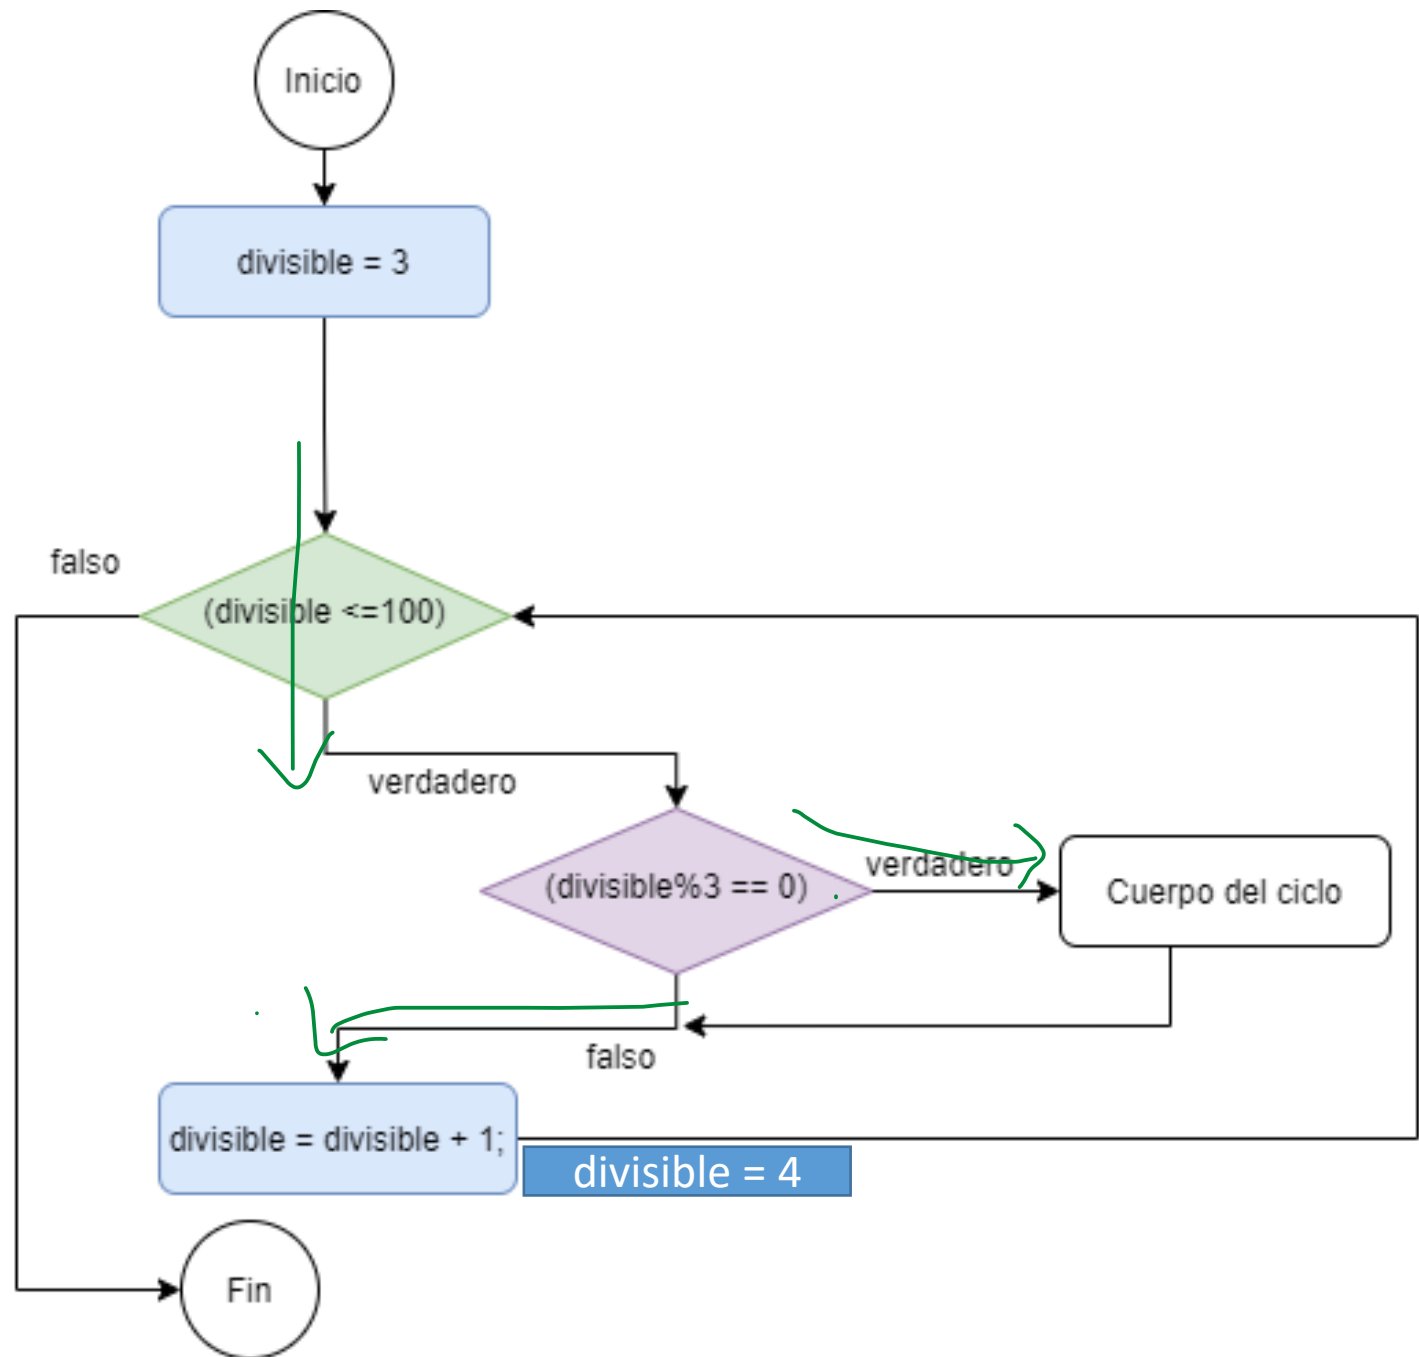 Inicio
divisible = 3
falso
(divisible <=100)
verdadero
(divisible%3 == 0)
verdadero
Cuerpo del ciclo
falso
divisible = divisible + 1;
divisible = 4
Fin